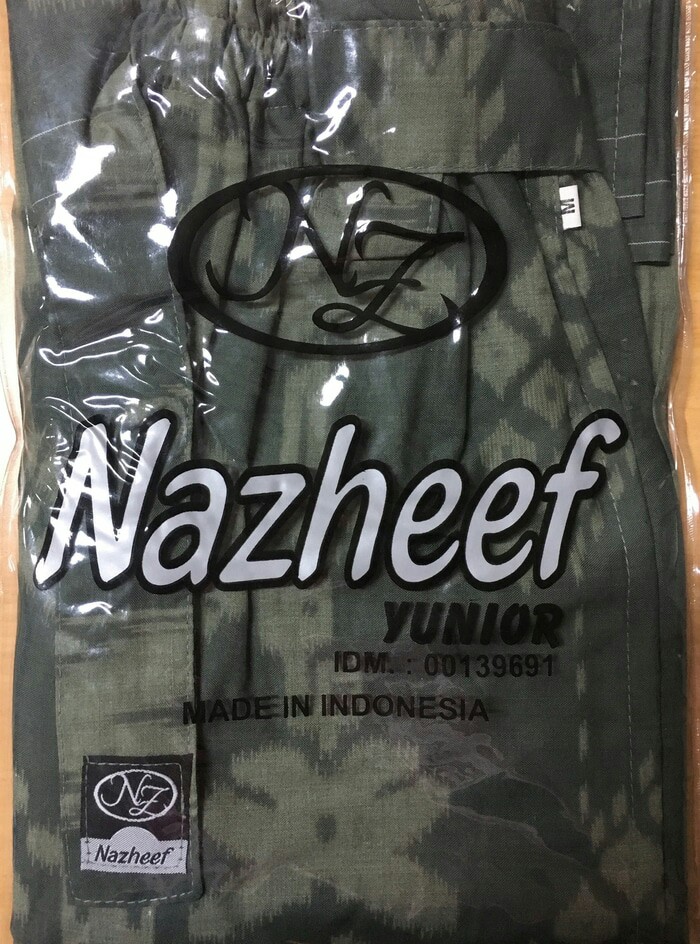 M
NZ
Nazheef
YUNIOR
IDM. : 00139691
MADE IN INDONESIA
NZ
Nazheef